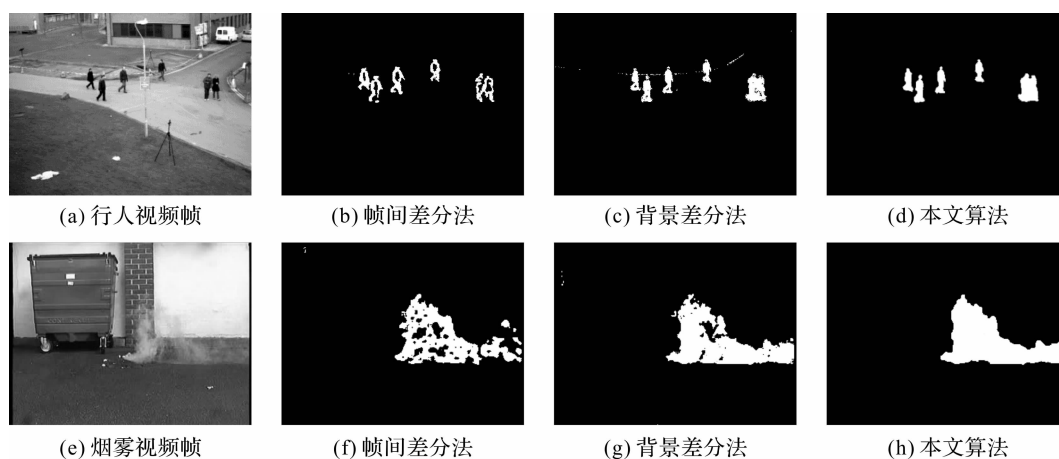 (a) 行人视频帧
(b) 帧间差分法
(c) 背景差分法
(d) 本文算法
(e) 烟雾视频帧
(f) 帧间差分法
(g) 背景差分法
(h) 本文算法